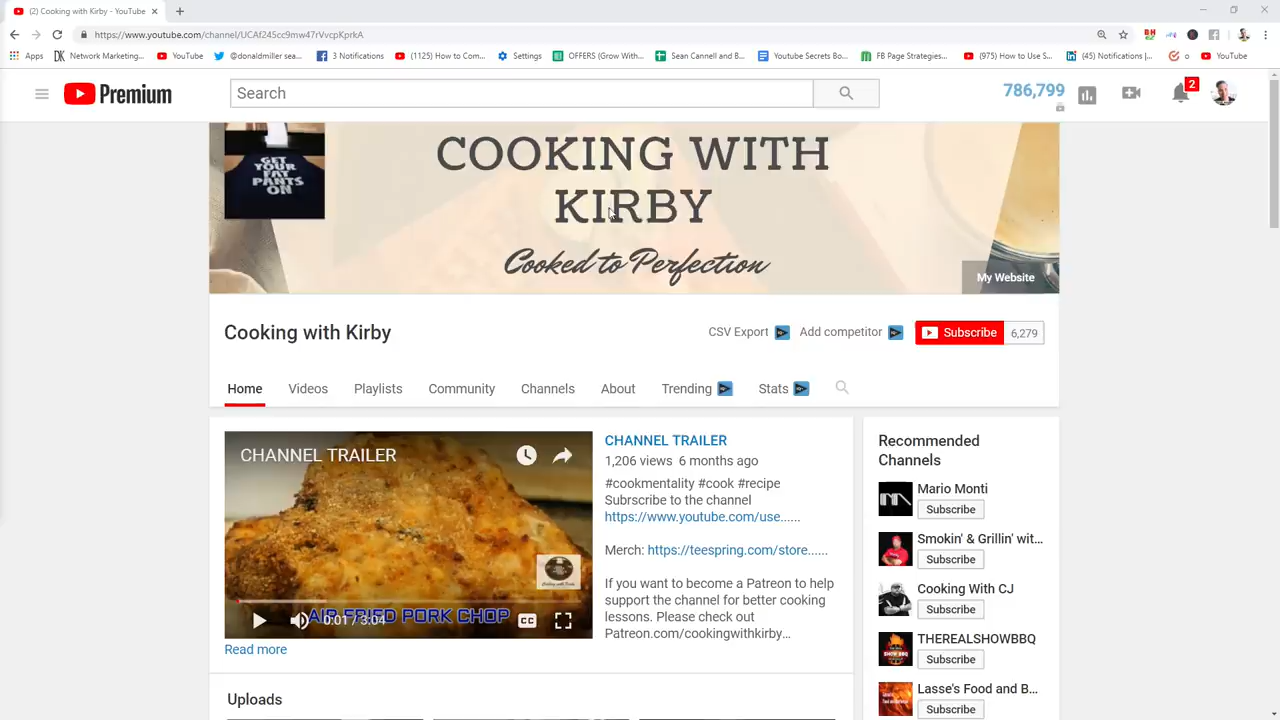 (2) Cooking with Kirby - YouTube
https://www.youtube.com/channel/UCAf245cc9mw47rVvcpKprkA
Apps
Network Marketing...
YouTube
@donaldmiller sea...
3 Notifications
(1125) How to Com...
Settings
OFFERS (Grow With...
Sean Cannell and B...
Youtube Secrets Bo...
FB Page Strategies...
(975) How to Use S...
(45) Notifications |...
o
YouTube
Premium
Search
786,799
2
GET
YOUR
FAT
PANTS
ON
COOKING WITH
KIRBY
Cooked to Perfection
My Website
Cooking with Kirby
CSV Export
Add competitor
Subscribe
6,279
Home
Videos
Playlists
Community
Channels
About
Trending
Stats
CHANNEL TRAILER
AIR FRIED PORK CHOP
0:01 / 3:04
CC
Read more
CHANNEL TRAILER
1,206 views 6 months ago
#cookmentality #cook #recipe
Subrscribe to the channel
https://www.youtube.com/use......
Merch: https://teespring.com/store......
If you want to become a Patreon to help
support the channel for better cooking
lessons. Please check out
Patreon.com/cookingwithkirby...
Uploads
Recommended
Channels
Mario Monti
Subscribe
Smokin' & Grillin' wit...
Subscribe
Cooking With CJ
Subscribe
THEREALSHOWBBQ
Subscribe
Lasse's Food and B...
Subscribe